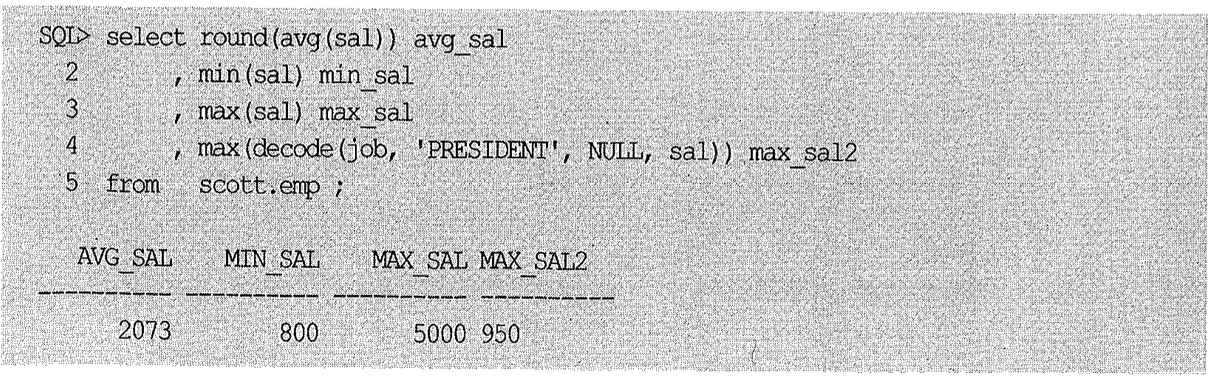 SQL> select round(avg(sal)) avg_sal
2 , min(sal) min_sal
3 , max(sal) max_sal
4 , max(decode(job, 'PRESIDENT', NULL, sal)) max_sal2
5 from scott.emp ;
AVG_SAL MIN_SAL MAX_SAL MAX_SAL2
---------- ---------- ---------- ----------
2073 800 5000 950